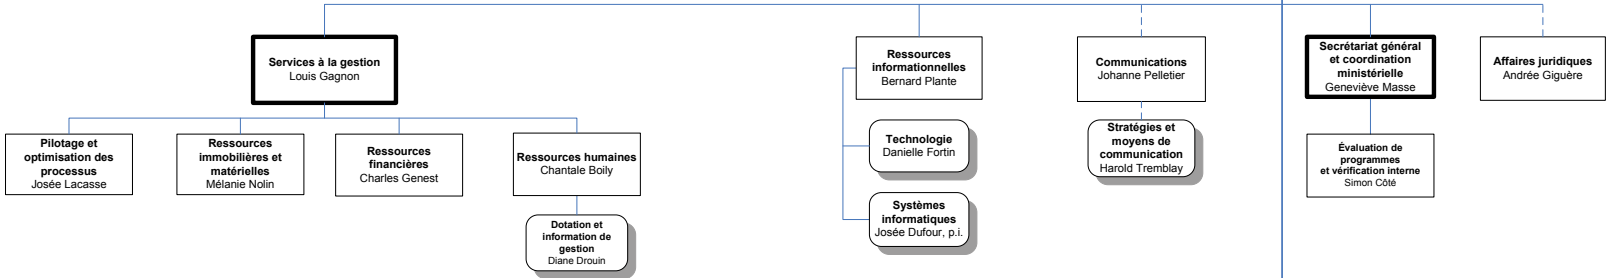 Services à la gestion
Louis Gagnon
Ressources
informationnelles
Bernard Plante
Communications
Johanne Pelletier
Secrétariat général
et coordination
ministérielle
Geneviève Masse
Affaires juridiques
Andrée Giguère
Pilotage et
optimisation des
processus
Josée Lacasse
Ressources
immobilières et
matérielles
Mélanie Nolin
Ressources
financières
Charles Genest
Ressources humaines
Chantale Boily
Technologie
Danielle Fortin
Stratégies et
moyens de
communication
Harold Tremblay
Évaluation de
programmes
et vérification interne
Simon Côté
Dotation et
information de
gestion
Diane Drouin
Systèmes
informatiques
Josée Dufour, p.i.